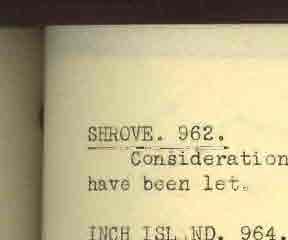 SHROVE. 962.
Consideration
have been let.
INCH ISL ND. 964.